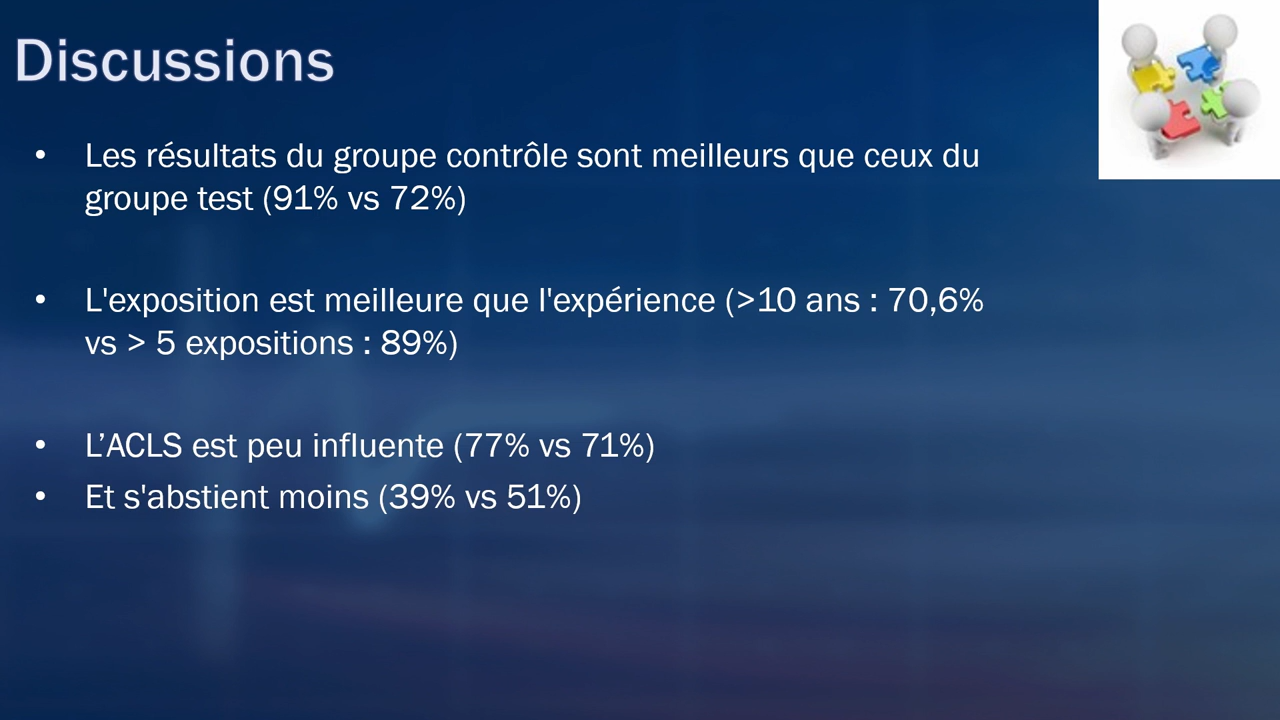 Discussions
• Les résultats du groupe contrôle sont meilleurs que ceux du
groupe test (91% vs 72%)
• L'exposition est meilleure que l'expérience (>10 ans : 70,6%
vs > 5 expositions : 89%)
• L’ACLS est peu influente (77% vs 71%)
• Et s'abstient moins (39% vs 51%)